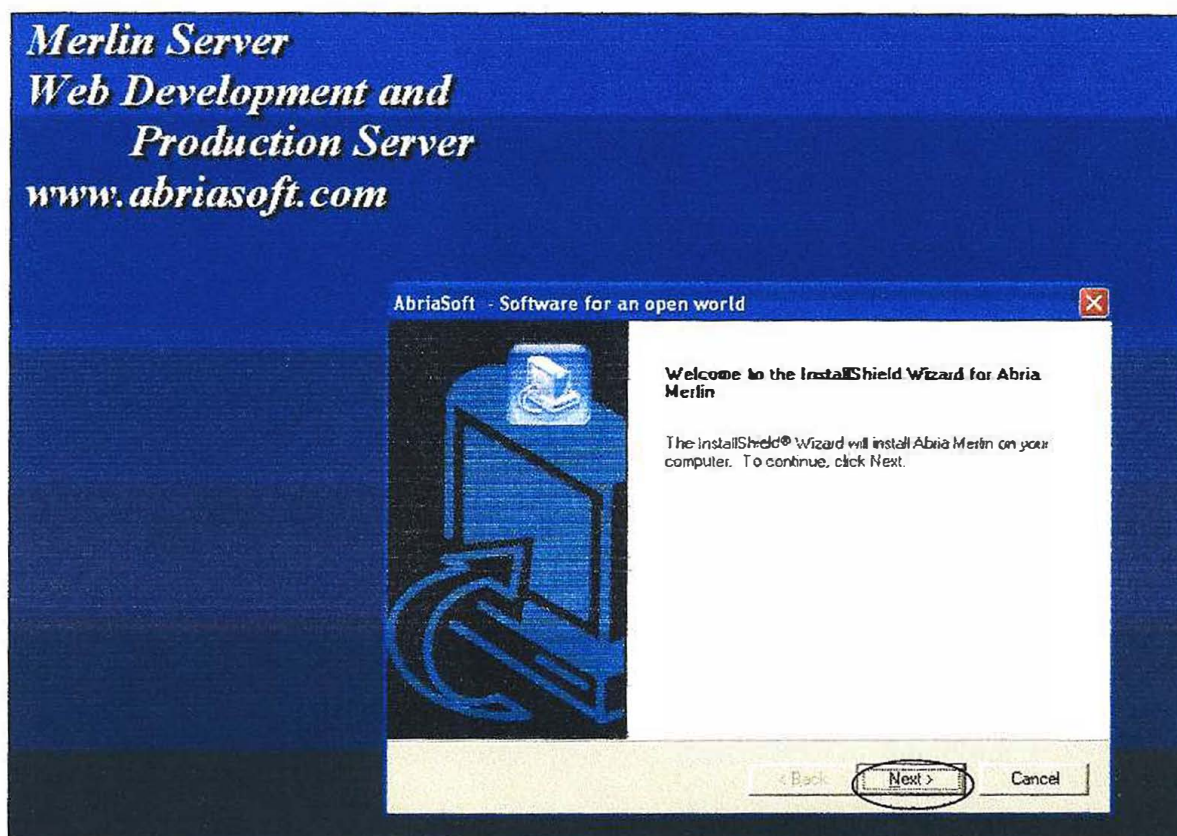 Merlin Server
Web Development and
Production Server
www.abriasoft.com
AbriaSoft - Software for an open world
Welcome to the InstallShield Wizard for Abria
Merlin
The InstallShield® Wizard will install Abria Merlin on your
computer. To continue, click Next.
< Back Next > Cancel